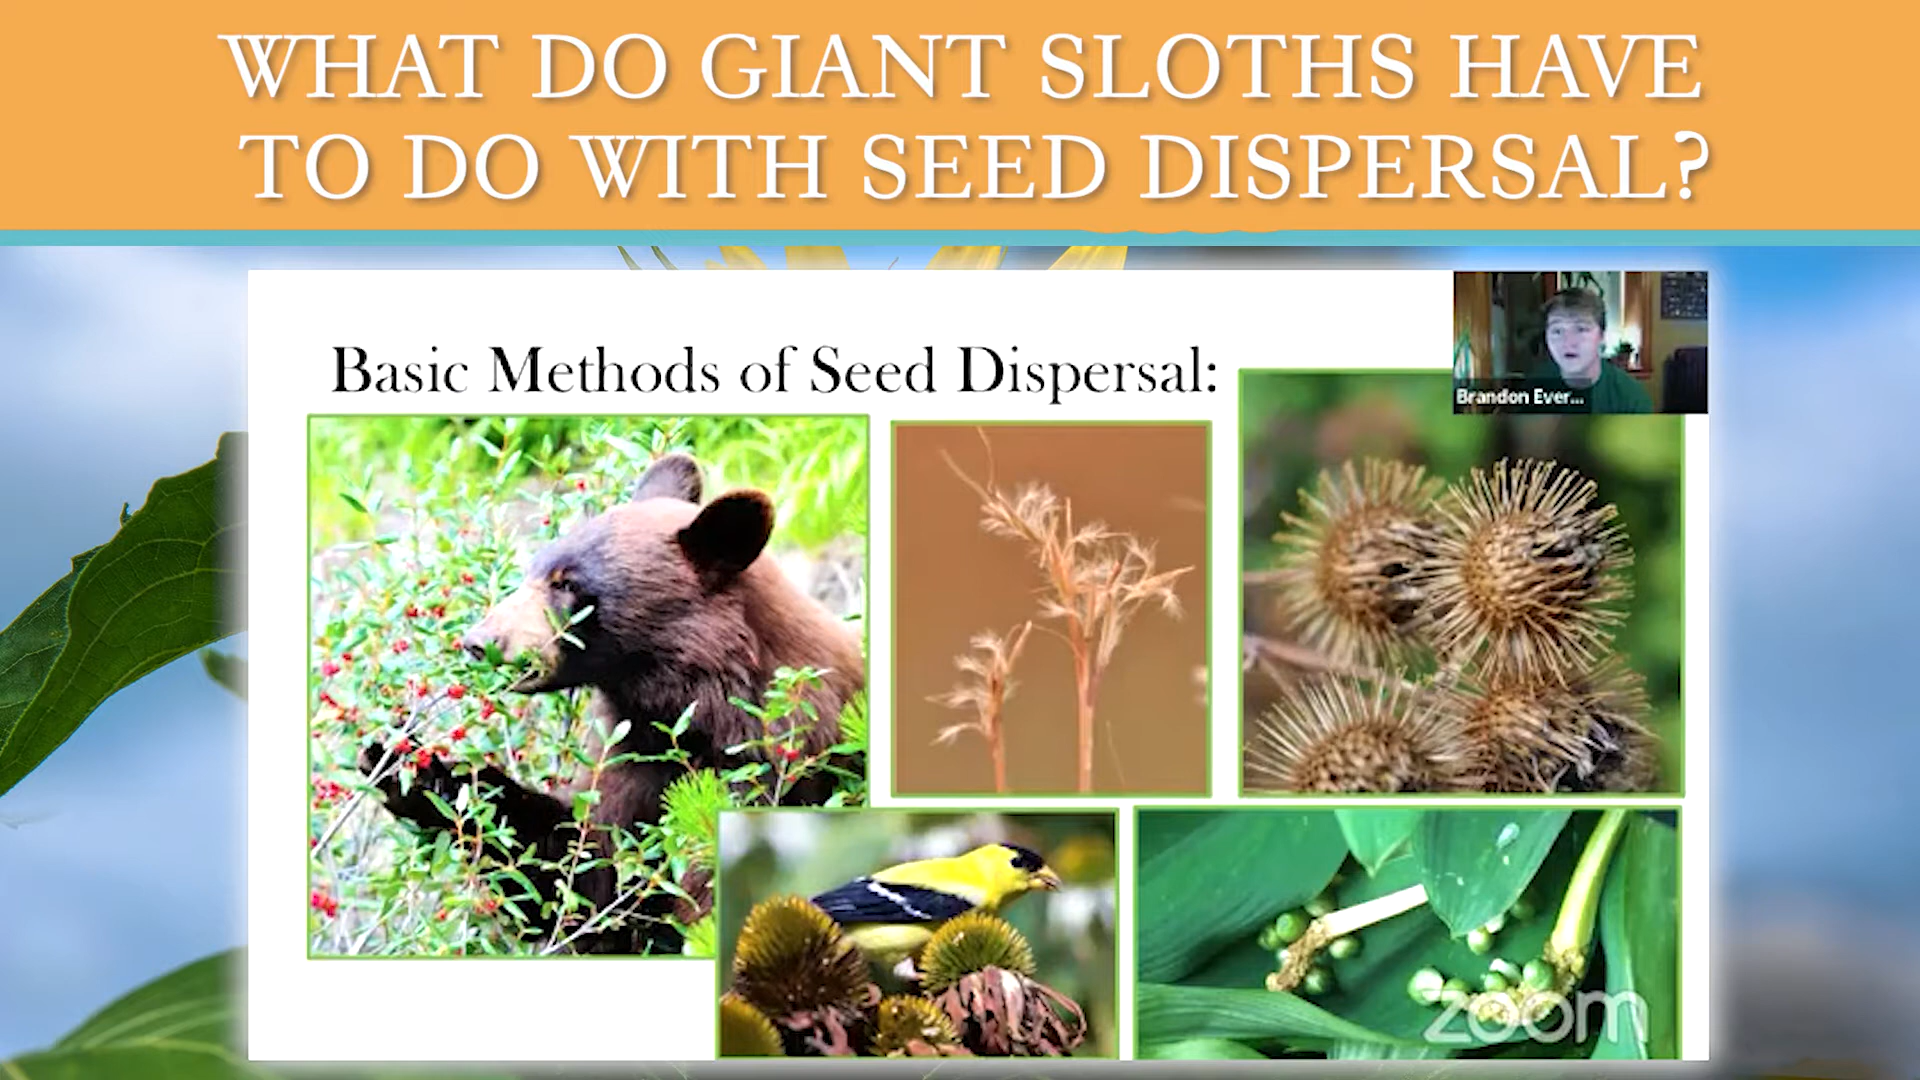 WHAT DO GIANT SLOTHS HAVE
TO DO WITH SEED DISPERSAL?
Basic Methods of Seed Dispersal:
Brandon Ever...
zoom